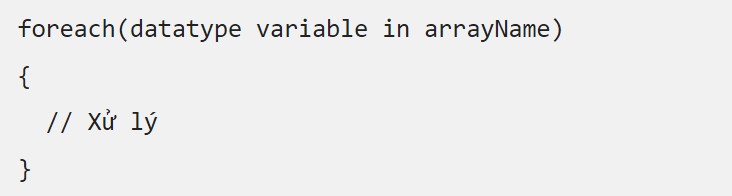 foreach(datatype variable in arrayName)
{
// Xử lý
}